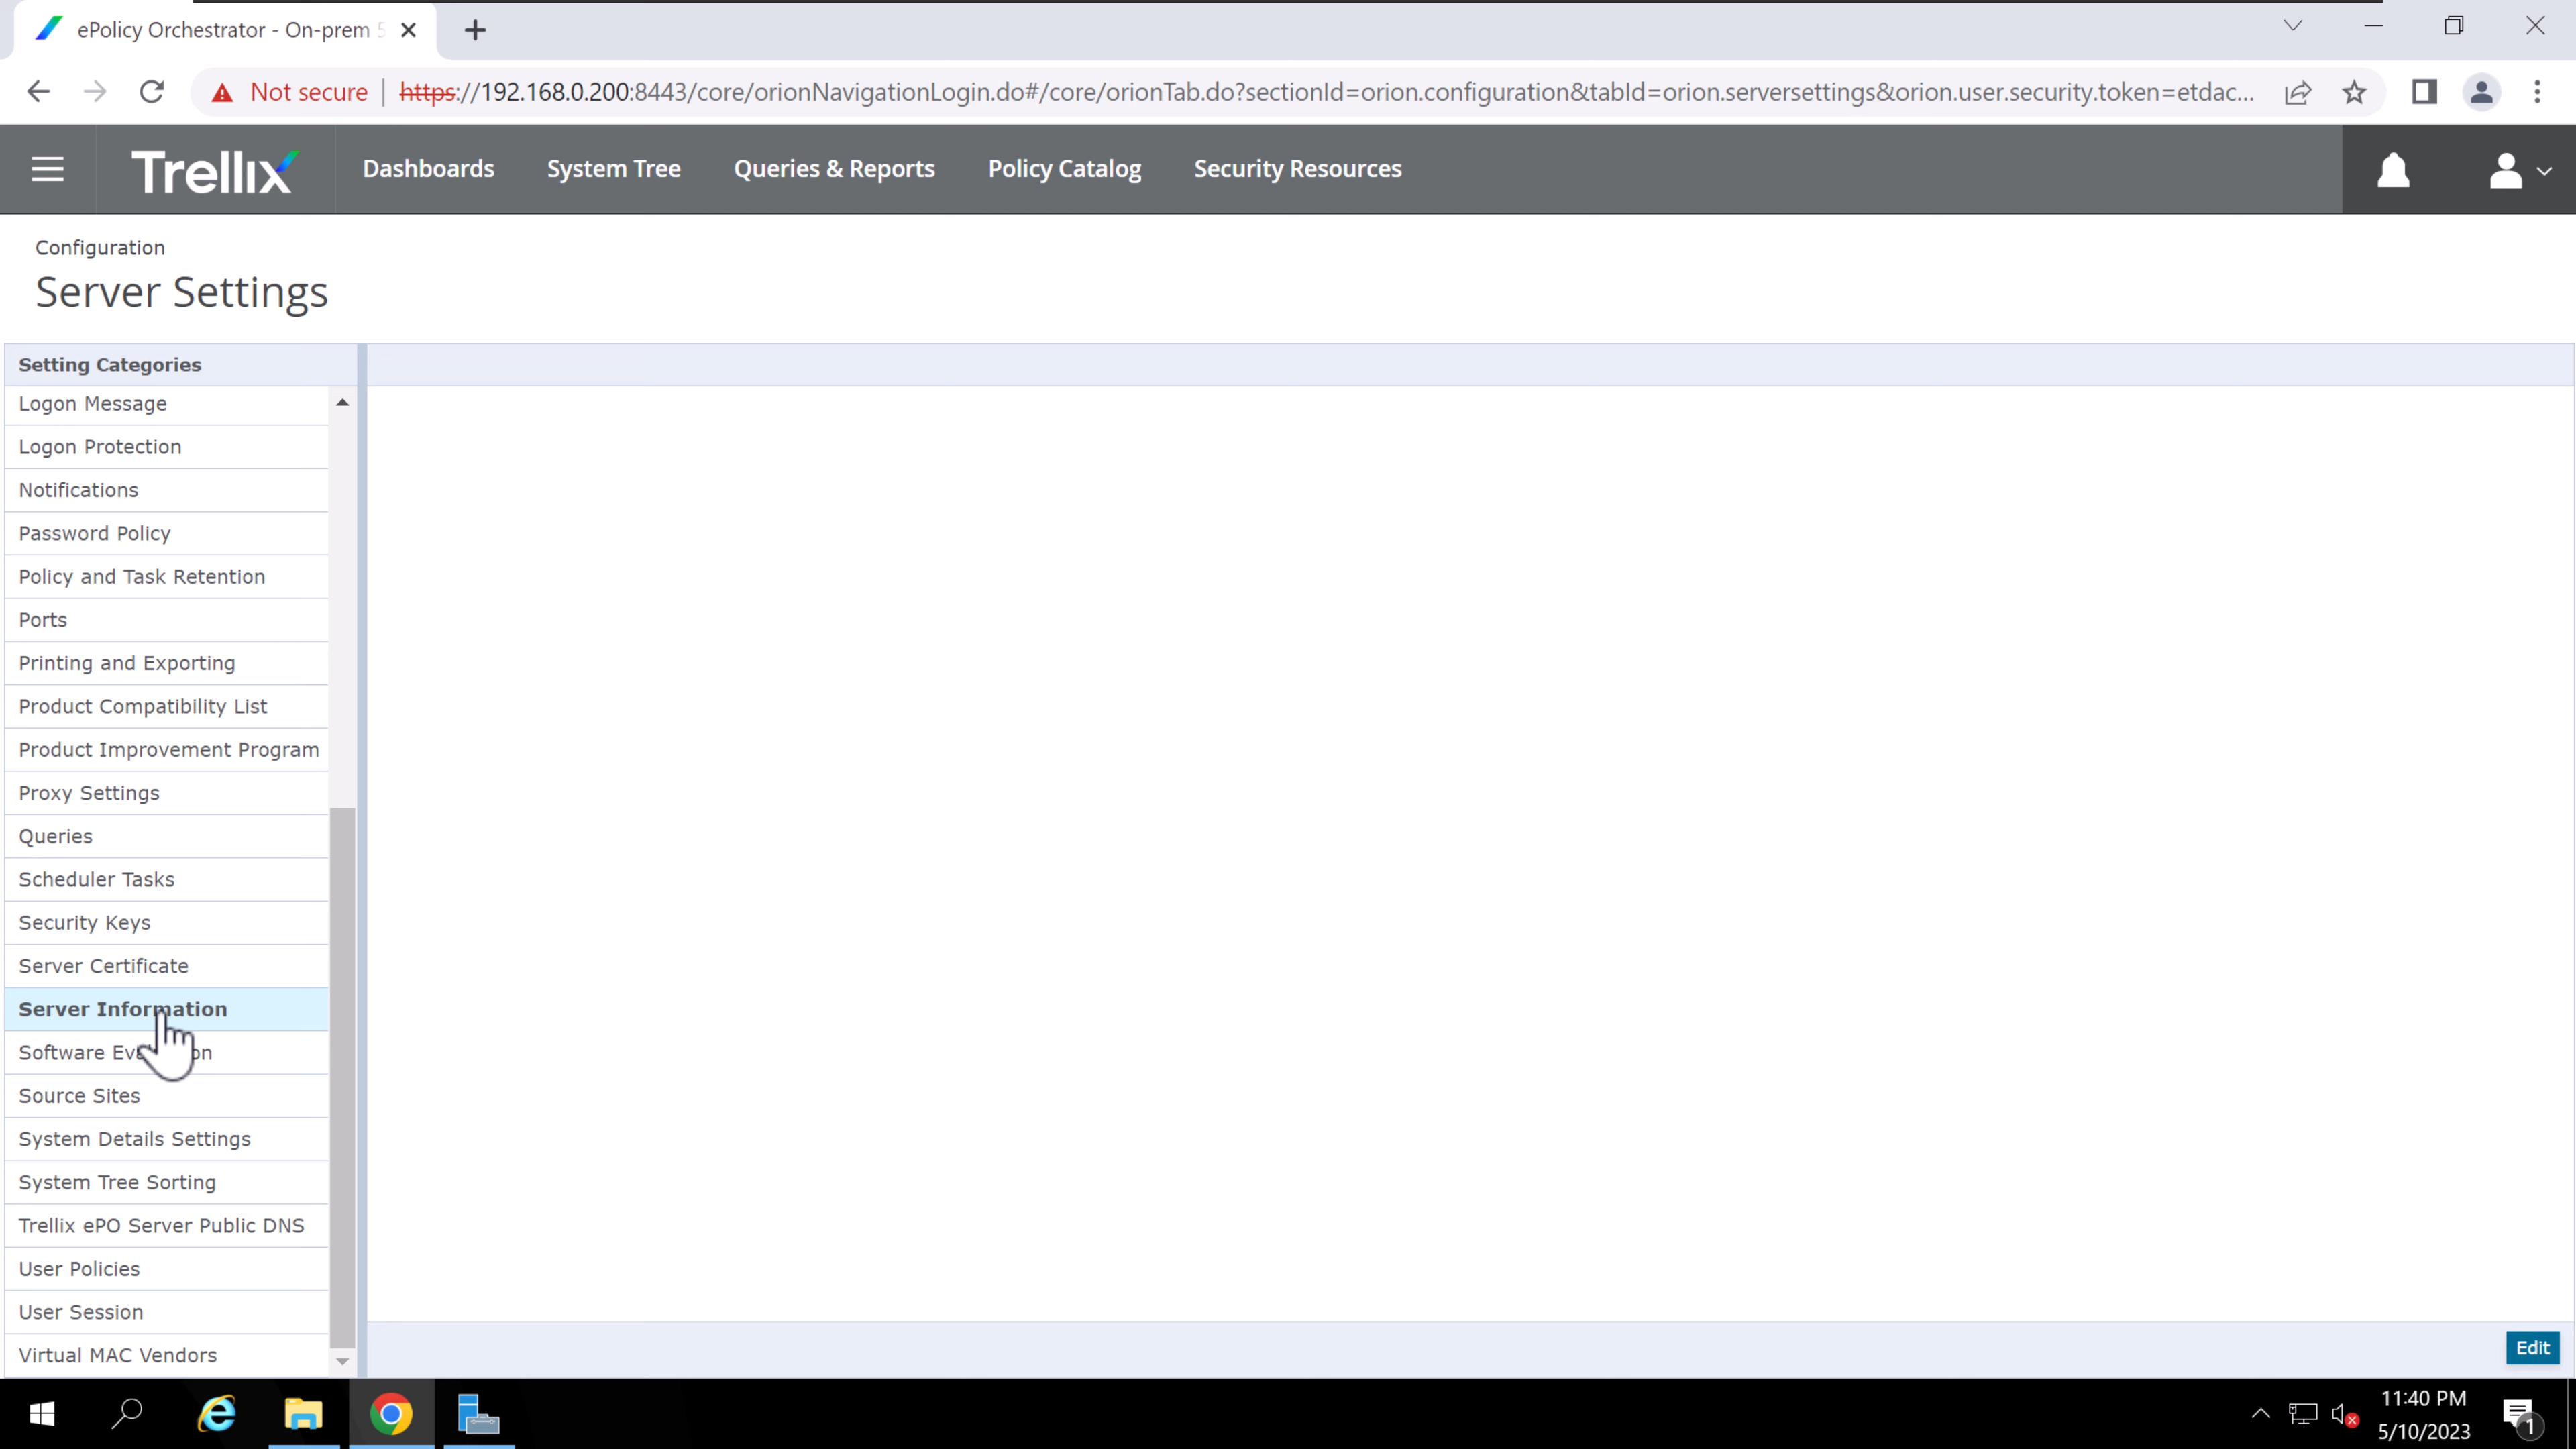 ePolicy Orchestrator - On-prem 5
Not secure | https://192.168.0.200:8443/core/orionNavigationLogin.do#/core/orionTab.do?sectionId=orion.configuration&tabId=orion.serversettings&orion.user.security.token=etdac...
Trellix Dashboards System Tree Queries & Reports Policy Catalog Security Resources
Configuration
Server Settings
Setting Categories
Logon Message
Logon Protection
Notifications
Password Policy
Policy and Task Retention
Ports
Printing and Exporting
Product Compatibility List
Product Improvement Program
Proxy Settings
Queries
Scheduler Tasks
Security Keys
Server Certificate
Server Information
Software
Source Sites
System Details Settings
System Tree Sorting
Trellix ePO Server Public DNS
User Policies
User Session
Virtual MAC Vendors
Edit
11:40 PM
5/10/2023
1